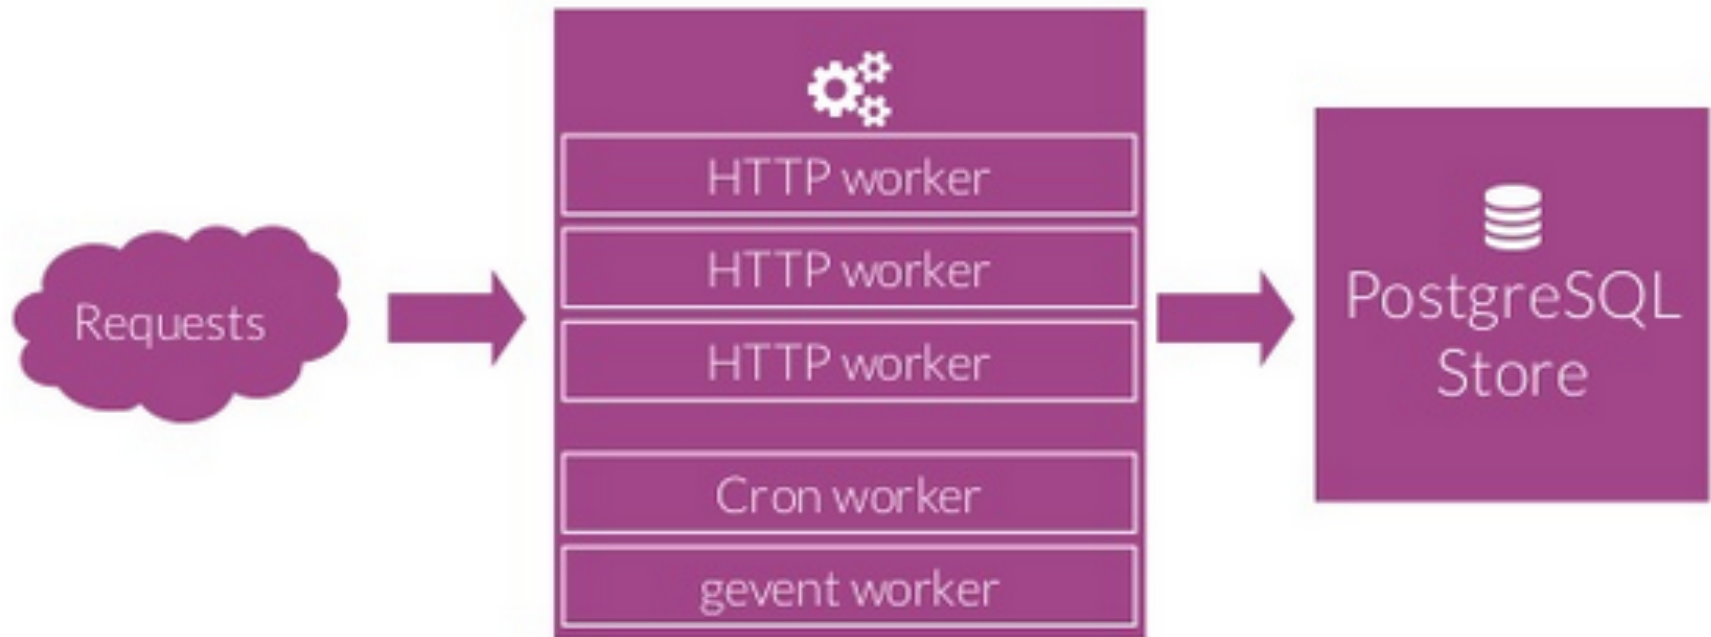 Requests
HTTP worker
HTTP worker
HTTP worker
Cron worker
gevent worker
PostgreSQL
Store